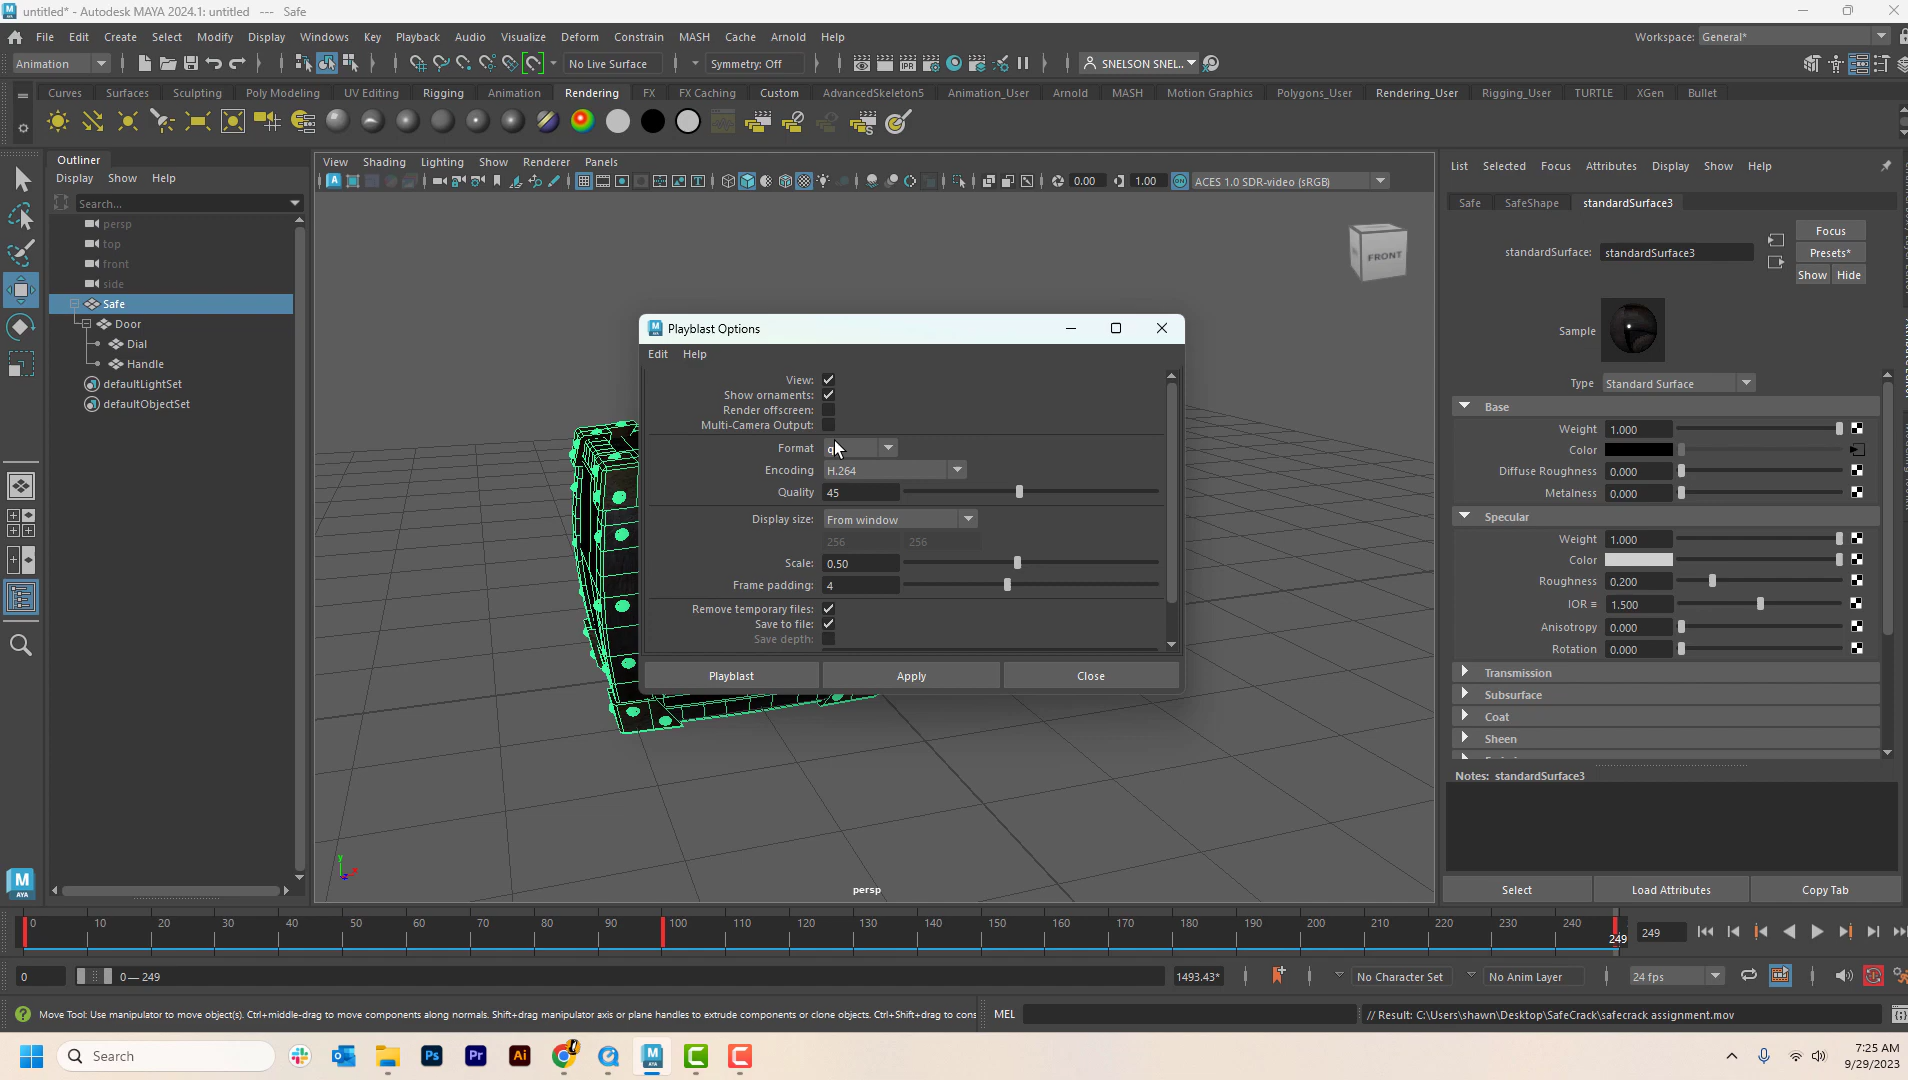 untitled* - Autodesk MAYA 2024.1: untitled --- Safe
File Edit Create Select Modify Display Windows Key Playback Audio Visualize Deform Constrain MASH Cache Arnold Help
Workspace: General*
Animation No Live Surface Symmetry: Off SNELSON SNEL..
Curves Surfaces Sculpting Poly Modeling UV Editing Rigging Animation Rendering FX FX Caching Custom AdvancedSkeleton5 Animation_User Arnold MASH Motion Graphics Polygons_User Rendering_User Rigging_User TURTLE XGen Bullet
Outliner
Display Show Help
Search...
persp
top
front
side
Safe
Door
Dial
Handle
defaultLightSet
defaultObjectSet
View Shading Lighting Show Renderer Panels
0.00 1.00 ACES 1.0 SDR-video (sRGB)
FRONT
Playblast Options
Edit Help
View:
Show ornaments:
Render offscreen:
Multi-Camera Output:
Format
Encoding H.264
Quality 45
Display size: From window
256 256
Scale: 0.50
Frame padding: 4
Remove temporary files:
Save to file:
Save depth:
Playblast Apply Close
persp
List Selected Focus Attributes Display Show Help
Safe SafeShape standardSurface3
Focus
standardSurface: standardSurface3 Presets*
Show Hide
Sample
Type Standard Surface
Base
Weight 1.000
Color
Diffuse Roughness 0.000
Metalness 0.000
Specular
Weight 1.000
Color
Roughness 0.200
IOR 1.500
Anisotropy 0.000
Rotation 0.000
Transmission
Subsurface
Coat
Sheen
Notes: standardSurface3
Select Load Attributes Copy Tab
0 10 20 30 40 50 60 70 80 90 100 110 120 130 140 150 160 170 180 190 200 210 220 230 240 249 249
0 0 — 249 1493.43* No Character Set No Anim Layer 24 fps
Move Tool: Use manipulator to move object(s). Ctrl+middle-drag to move components along normals. Shift+drag manipulator axis or plane handles to extrude components or clone objects. Ctrl+Shift+drag to cons
MEL // Result: C:\Users\shawn\Desktop\SafeCrack\safecrack assignment.mov
Search
7:25 AM
9/29/2023